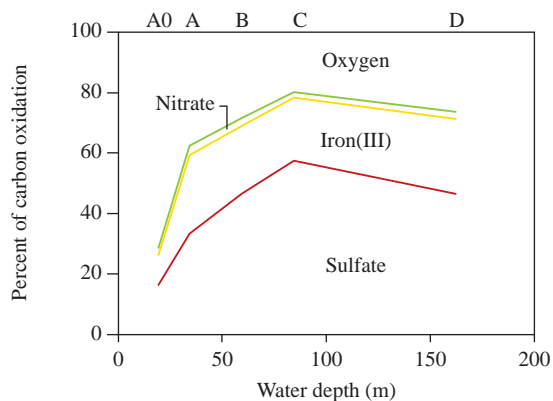 A0 A B C D
100
80
60
40
20
0
Percent of carbon oxidation
Oxygen
Nitrate
Iron(III)
Sulfate
0 50 100 150 200
Water depth (m)